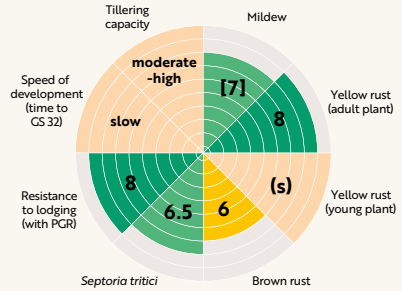 Tillering
capacity
Mildew
moderate
-high
[7]
Speed of
development
(time to
GS 32)
slow
8
Yellow rust
(adult plant)
8
(s)
Resistance
to lodging
(with PGR)
6.5
6
Yellow rust
(young plant)
Septoria tritici
Brown rust